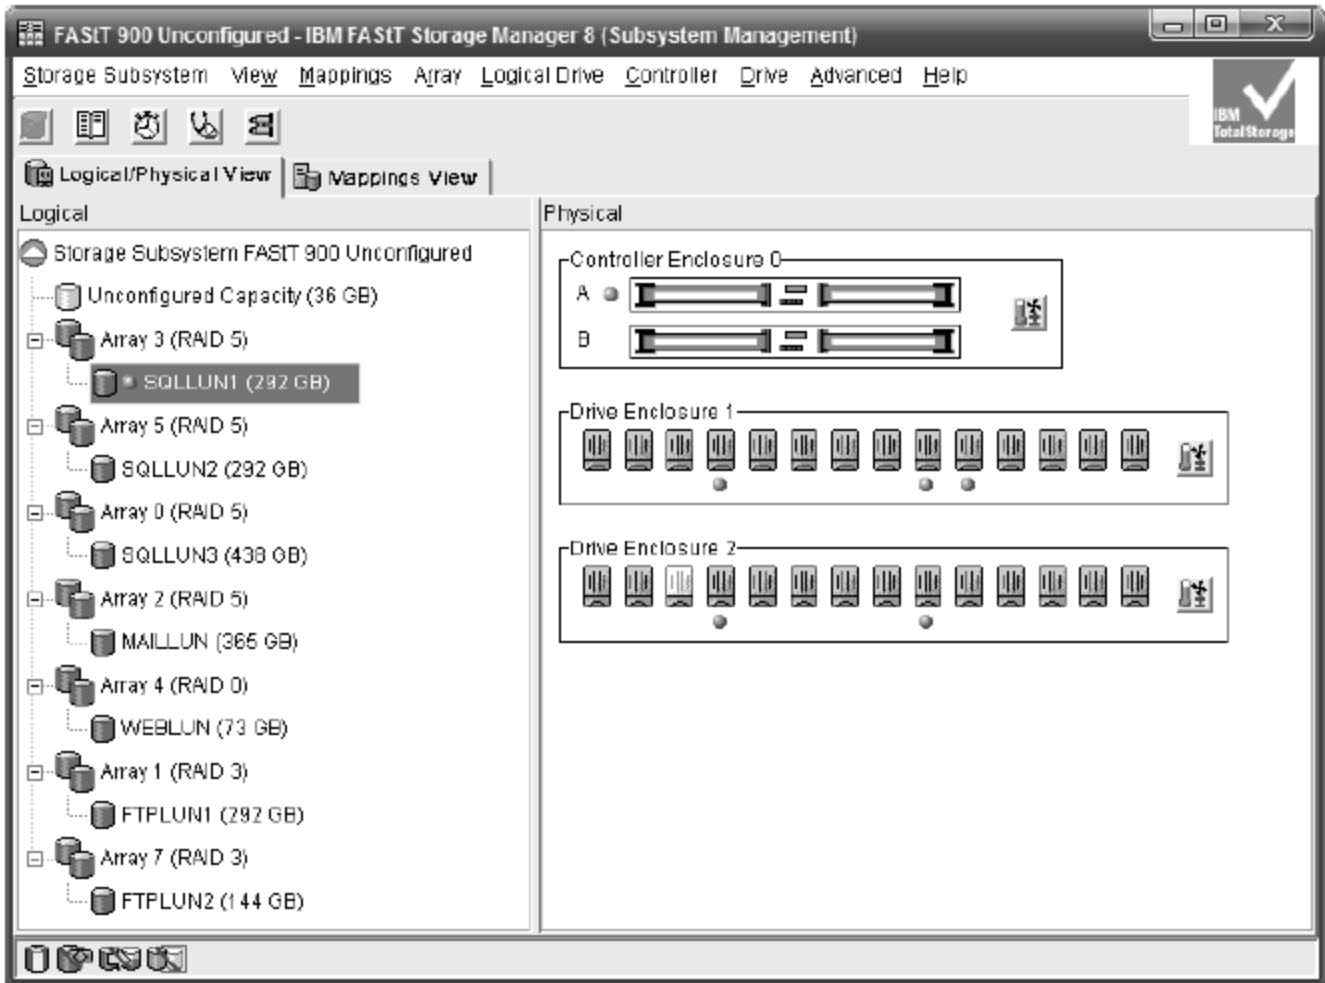 FAStT 900 Unconfigured - IBM FAStT Storage Manager 8 (Subsystem Management)
Storage Subsystem View Mappings Array Logical Drive Controller Drive Advanced Help
IBM
TotalStorage
Logical/Physical View Mappings View
Logical
Storage Subsystem FAStT 900 Unconfigured
Unconfigured Capacity (36 GB)
Array 3 (RAID 5)
SQLLUN1 (292 GB)
Array 5 (RAID 5)
SQLLUN2 (292 GB)
Array 0 (RAID 5)
SQLLUN3 (438 GB)
Array 2 (RAID 5)
MAILLUN (365 GB)
Array 4 (RAID 0)
WEBLUN (73 GB)
Array 1 (RAID 3)
FTPLUN1 (292 GB)
Array 7 (RAID 3)
FTPLUN2 (144 GB)
Physical
Controller Enclosure 0
A
B
Drive Enclosure 1
Drive Enclosure 2